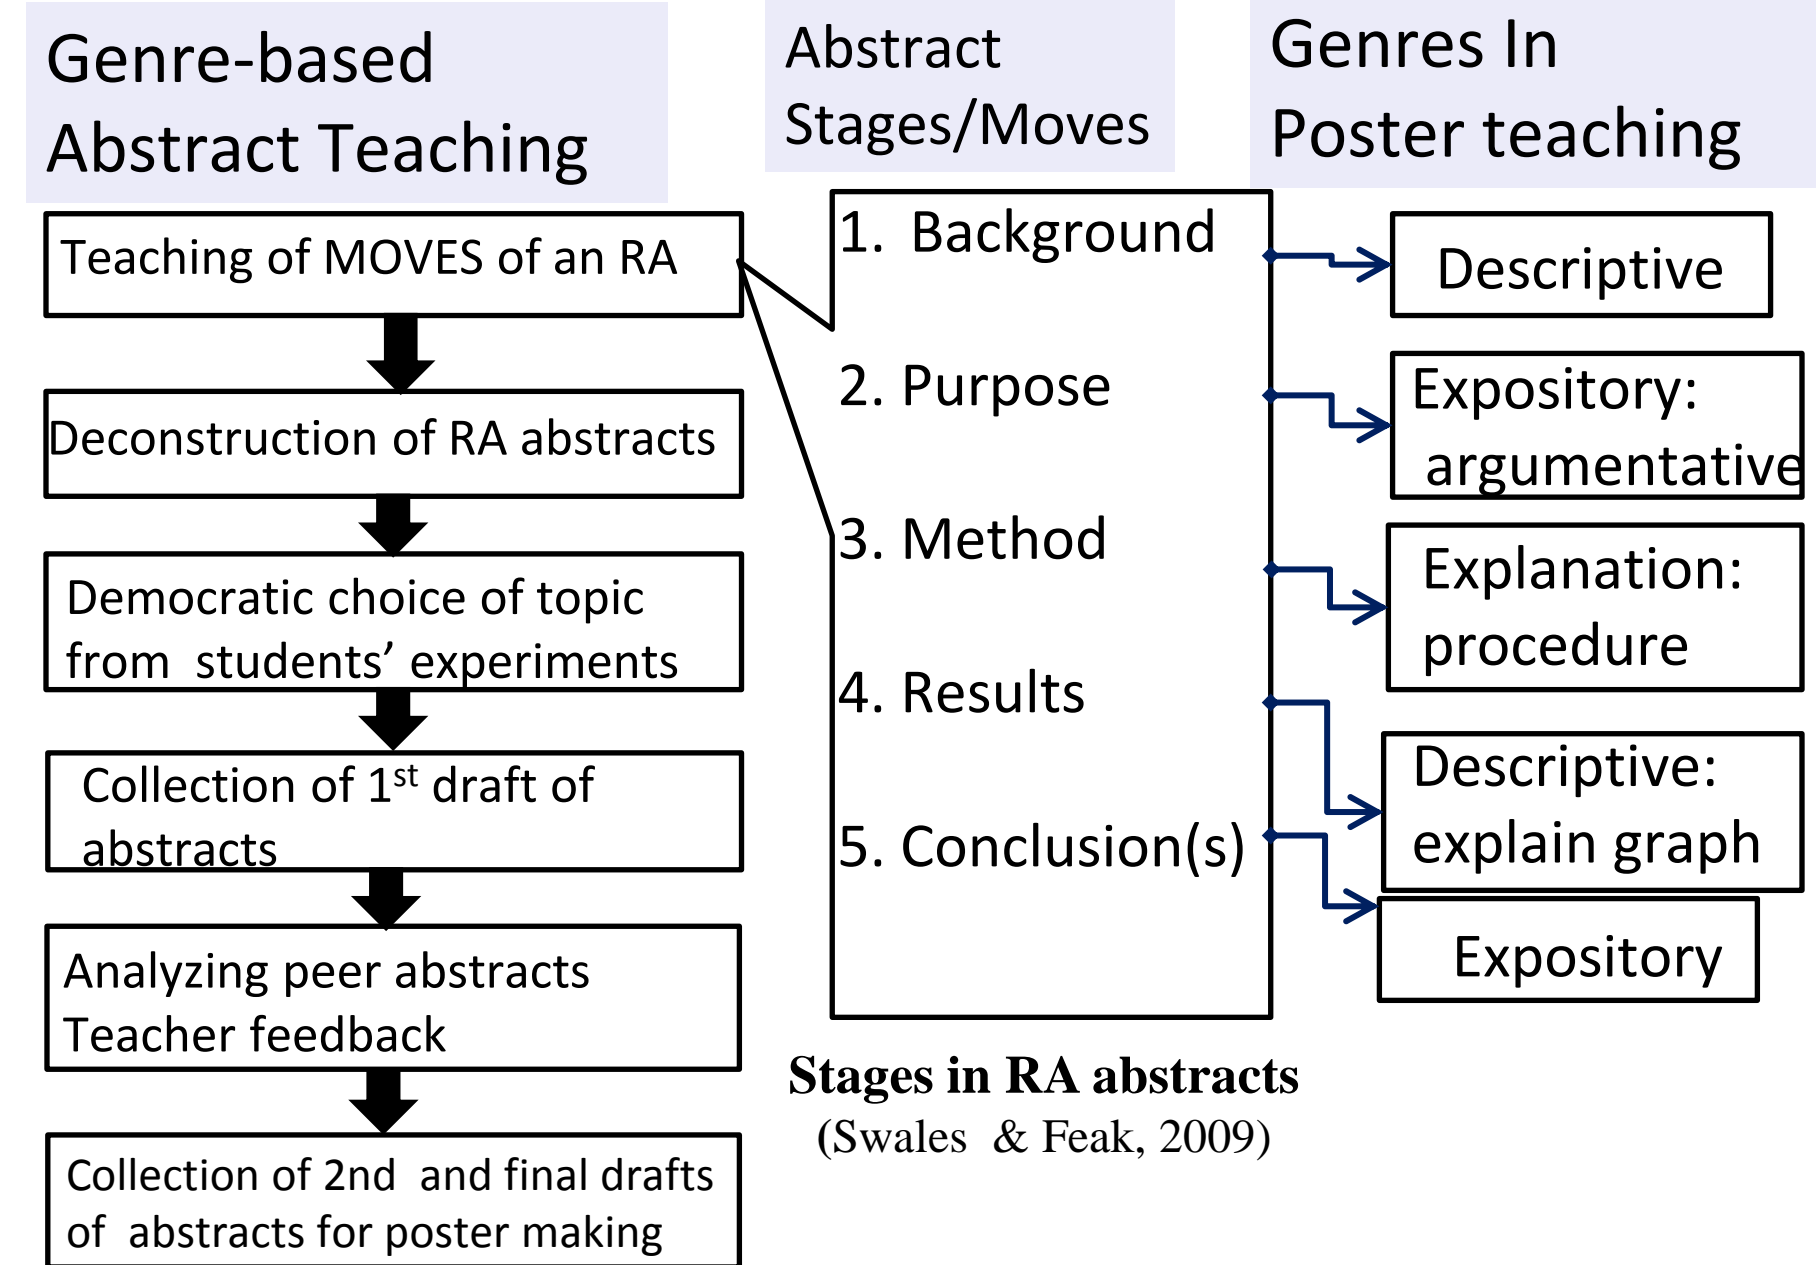 Genre-based
Abstract Teaching
Teaching of MOVES of an RA
Deconstruction of RA abstracts
Democratic choice of topic
from students’ experiments
Collection of 1st draft of
abstracts
Analyzing peer abstracts
Teacher feedback
Collection of 2nd and final drafts
of abstracts for poster making
Abstract
Stages/Moves
1. Background
2. Purpose
3. Method
4. Results
5. Conclusion(s)
Stages in RA abstracts
(Swales & Feak, 2009)
Genres In
Poster teaching
Descriptive
Expository:
argumentative
Explanation:
procedure
Descriptive:
explain graph
Expository